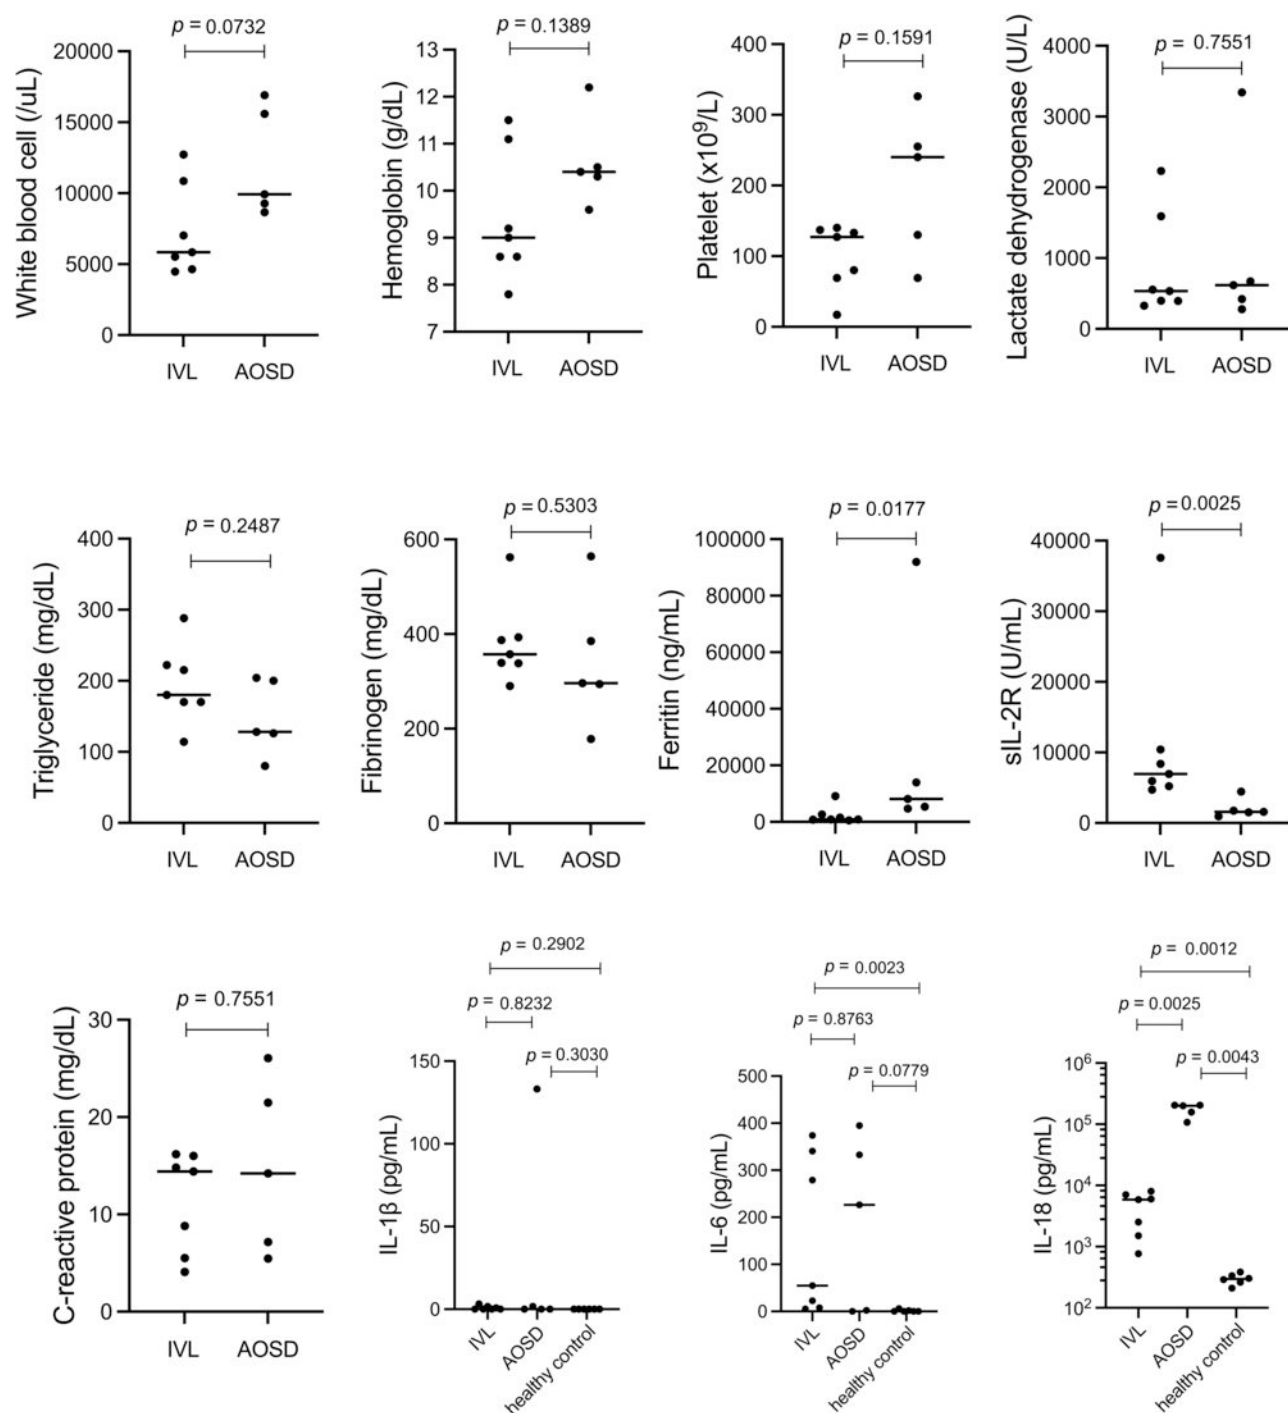 p = 0.0732
White blood cell (/uL)
20000
15000
10000
5000
0
IVL
AOSD
p = 0.1389
Hemoglobin (g/dL)
13
12
11
10
9
8
7
IVL
AOSD
p = 0.1591
Platelet (x10⁹/L)
400
300
200
100
0
IVL
AOSD
p = 0.7551
Lactate dehydrogenase (U/L)
4000
3000
2000
1000
0
IVL
AOSD
p = 0.2487
Triglyceride (mg/dL)
400
300
200
100
0
IVL
AOSD
p = 0.5303
Fibrinogen (mg/dL)
600
400
200
0
IVL
AOSD
p = 0.0177
Ferritin (ng/mL)
100000
80000
60000
40000
20000
0
IVL
AOSD
p = 0.0025
sIL-2R (U/mL)
40000
30000
20000
10000
0
IVL
AOSD
p = 0.7551
C-reactive protein (mg/dL)
30
20
10
0
IVL
AOSD
p = 0.2902
p = 0.8232
p = 0.3030
IL-1β (pg/mL)
150
100
50
0
IVL
AOSD
healthy control
p = 0.0023
p = 0.8763
p = 0.0779
IL-6 (pg/mL)
500
400
300
200
100
0
IVL
AOSD
healthy control
p = 0.0012
p = 0.0025
p = 0.0043
IL-18 (pg/mL)
10⁶
10⁵
10⁴
10³
10²
IVL
AOSD
healthy control